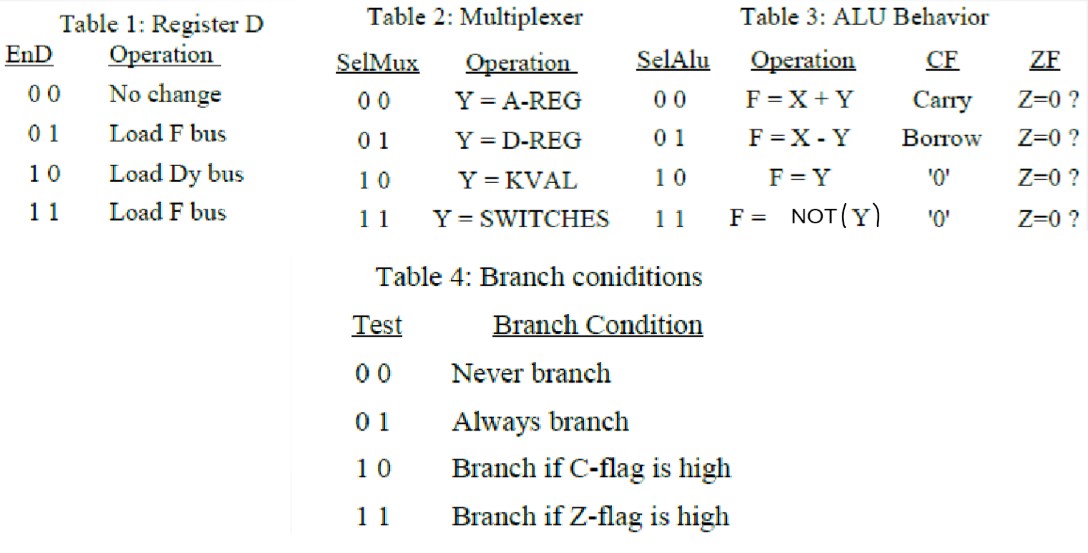 Table 1: Register D
EnD Operation
0 0 No change
0 1 Load F bus
1 0 Load Dy bus
1 1 Load F bus
Table 2: Multiplexer
SelMux Operation
0 0 Y = A-REG
0 1 Y = D-REG
1 0 Y = KVAL
1 1 Y = SWITCHES
Table 3: ALU Behavior
SelAlu Operation CF ZF
0 0 F = X + Y Carry Z=0 ?
0 1 F = X - Y Borrow Z=0 ?
1 0 F = Y '0' Z=0 ?
1 1 F = NOT(Y) '0' Z=0 ?
Table 4: Branch coniditions
Test Branch Condition
0 0 Never branch
0 1 Always branch
1 0 Branch if C-flag is high
1 1 Branch if Z-flag is high